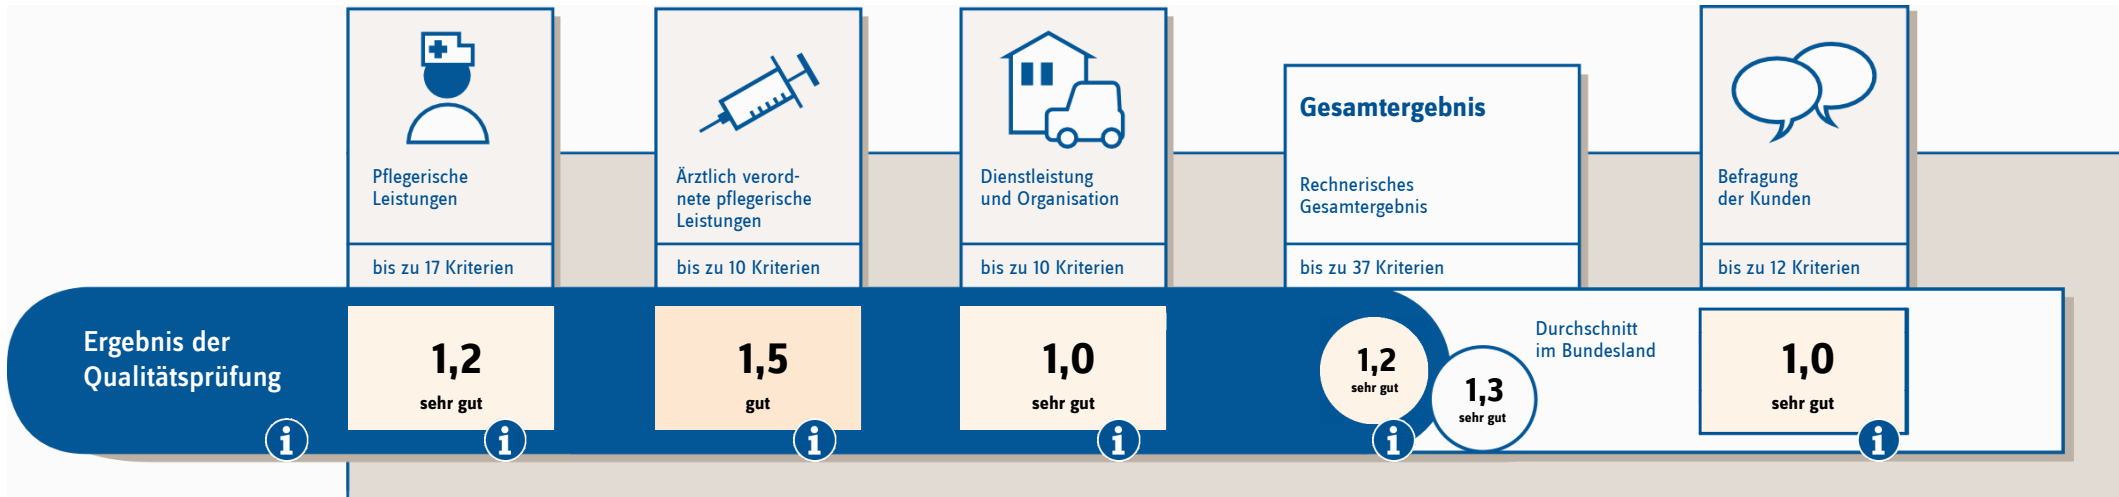 Pflegerische
Leistungen
bis zu 17 Kriterien
Ärztlich verord-
nete pflegerische
Leistungen
bis zu 10 Kriterien
Dienstleistung
und Organisation
bis zu 10 Kriterien
Gesamtergebnis
Rechnerisches
Gesamtergebnis
bis zu 37 Kriterien
Befragung
der Kunden
bis zu 12 Kriterien
Ergebnis der
Qualitätsprüfung
i
1,2
sehr gut
i
1,5
gut
i
1,0
sehr gut
i
1,2
sehr gut
i
1,3
sehr gut
Durchschnitt
im Bundesland
1,0
sehr gut
i